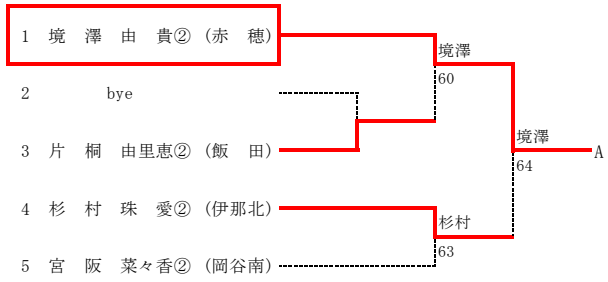 1 境 澤 由 貴② (赤 穂)
境澤
60
2 bye
境澤
A
64
3 片 桐 由里恵② (飯 田)
4 杉 村 珠 愛② (伊那北)
杉村
63
5 宮 阪 菜々香② (岡谷南)